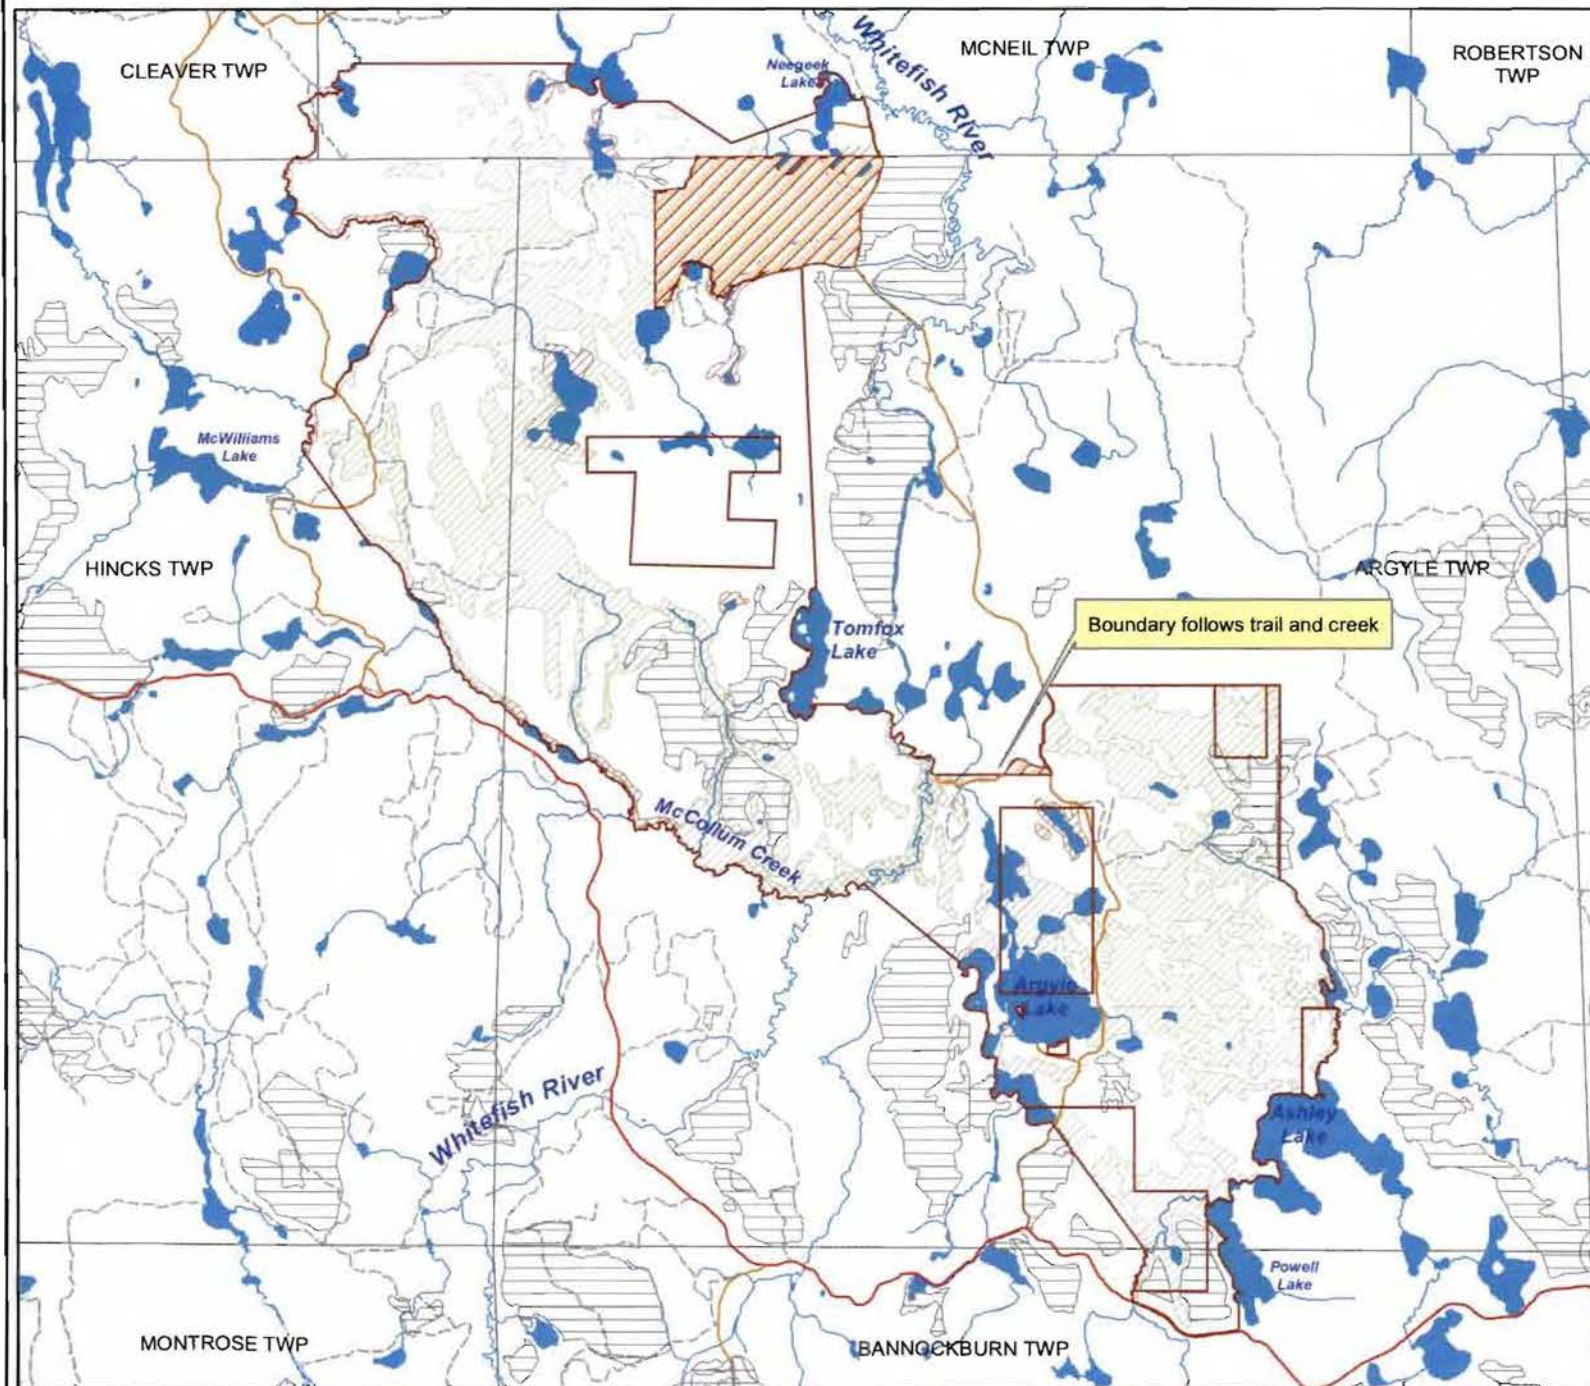 CLEAVER TWP
Whitefish River
MCNEIL TWP
ROBERTSON
TWP
Neegeek
Lake
McWilliams
Lake
HINCKS TWP
ARGYLE TWP
Boundary follows trail and creek
Tomfox
Lake
McCollum Creek
Argyle
Lake
Whitefish River
Ashley
Lake
Powell
Lake
MONTROSE TWP
BANNOCKBURN TWP